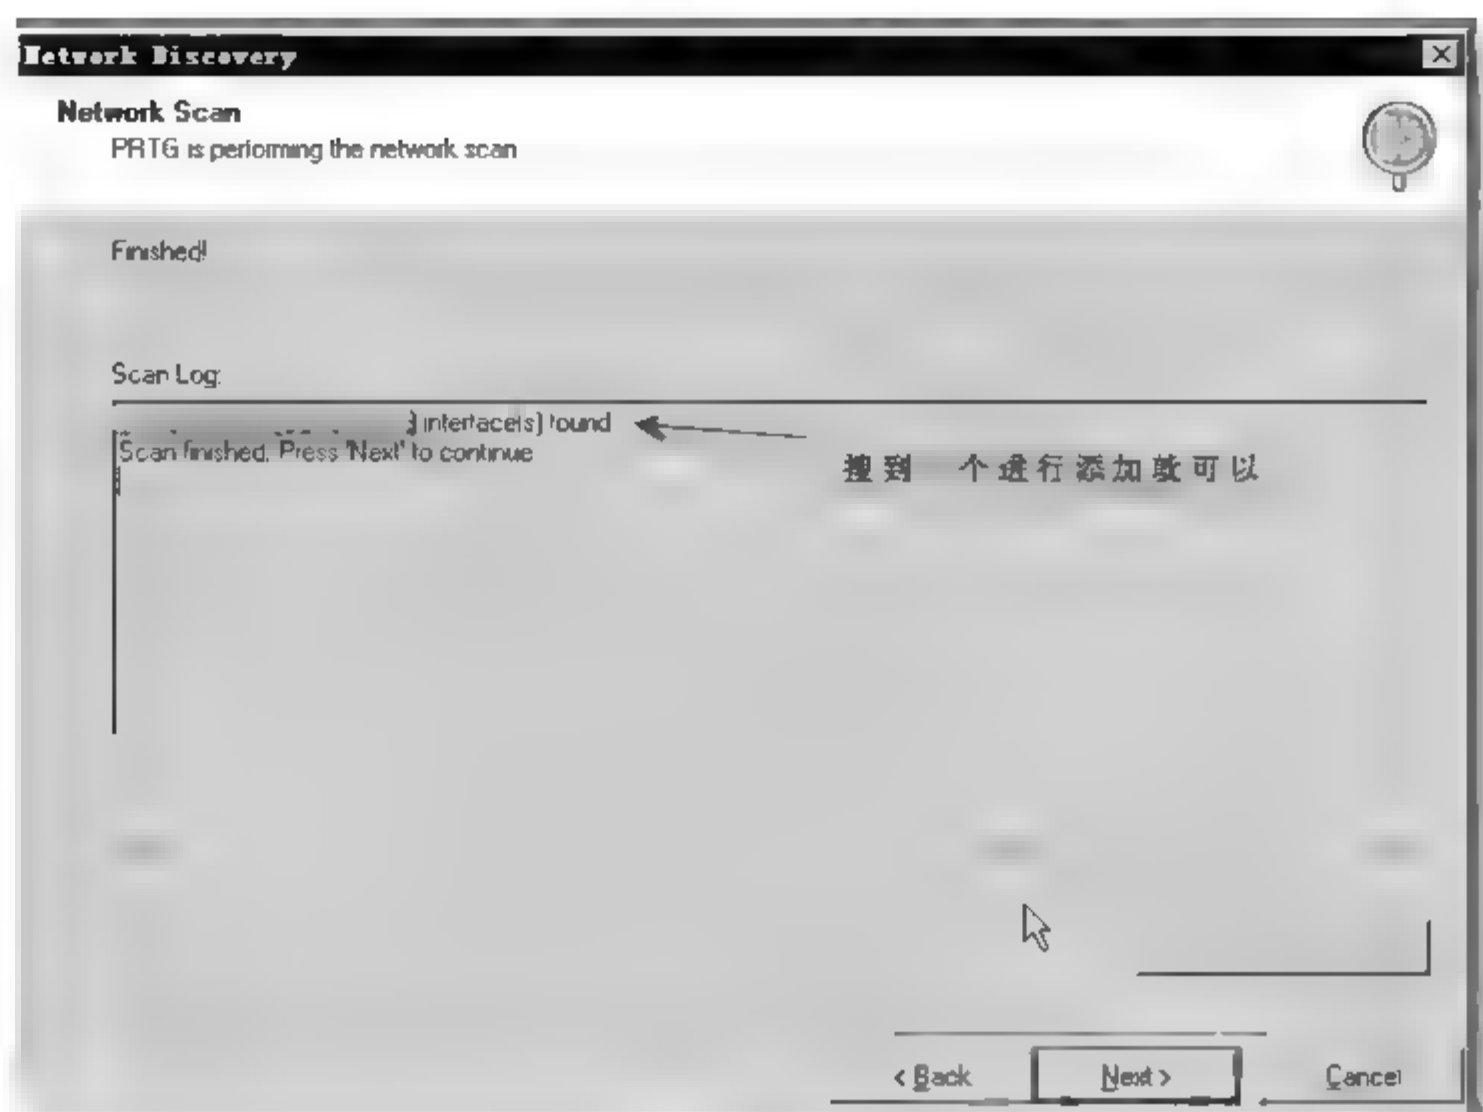 Network Discovery
Network Scan
PRTG is performing the network scan
Finished!
Scan Log:
interface(s) found
Scan finished. Press 'Next' to continue
搜到 个进行添加就可以
< Back
Next >
Cancel